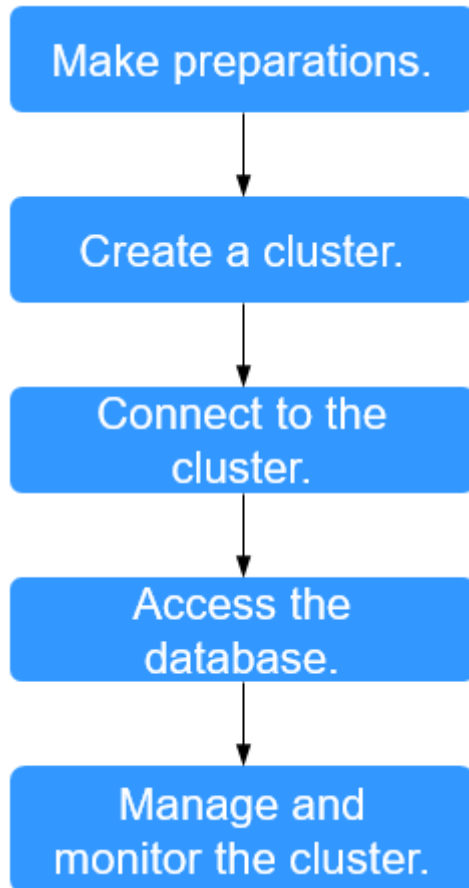 Make preparations.
Create a cluster.
Connect to the
cluster.
Access the
database.
Manage and
monitor the cluster.